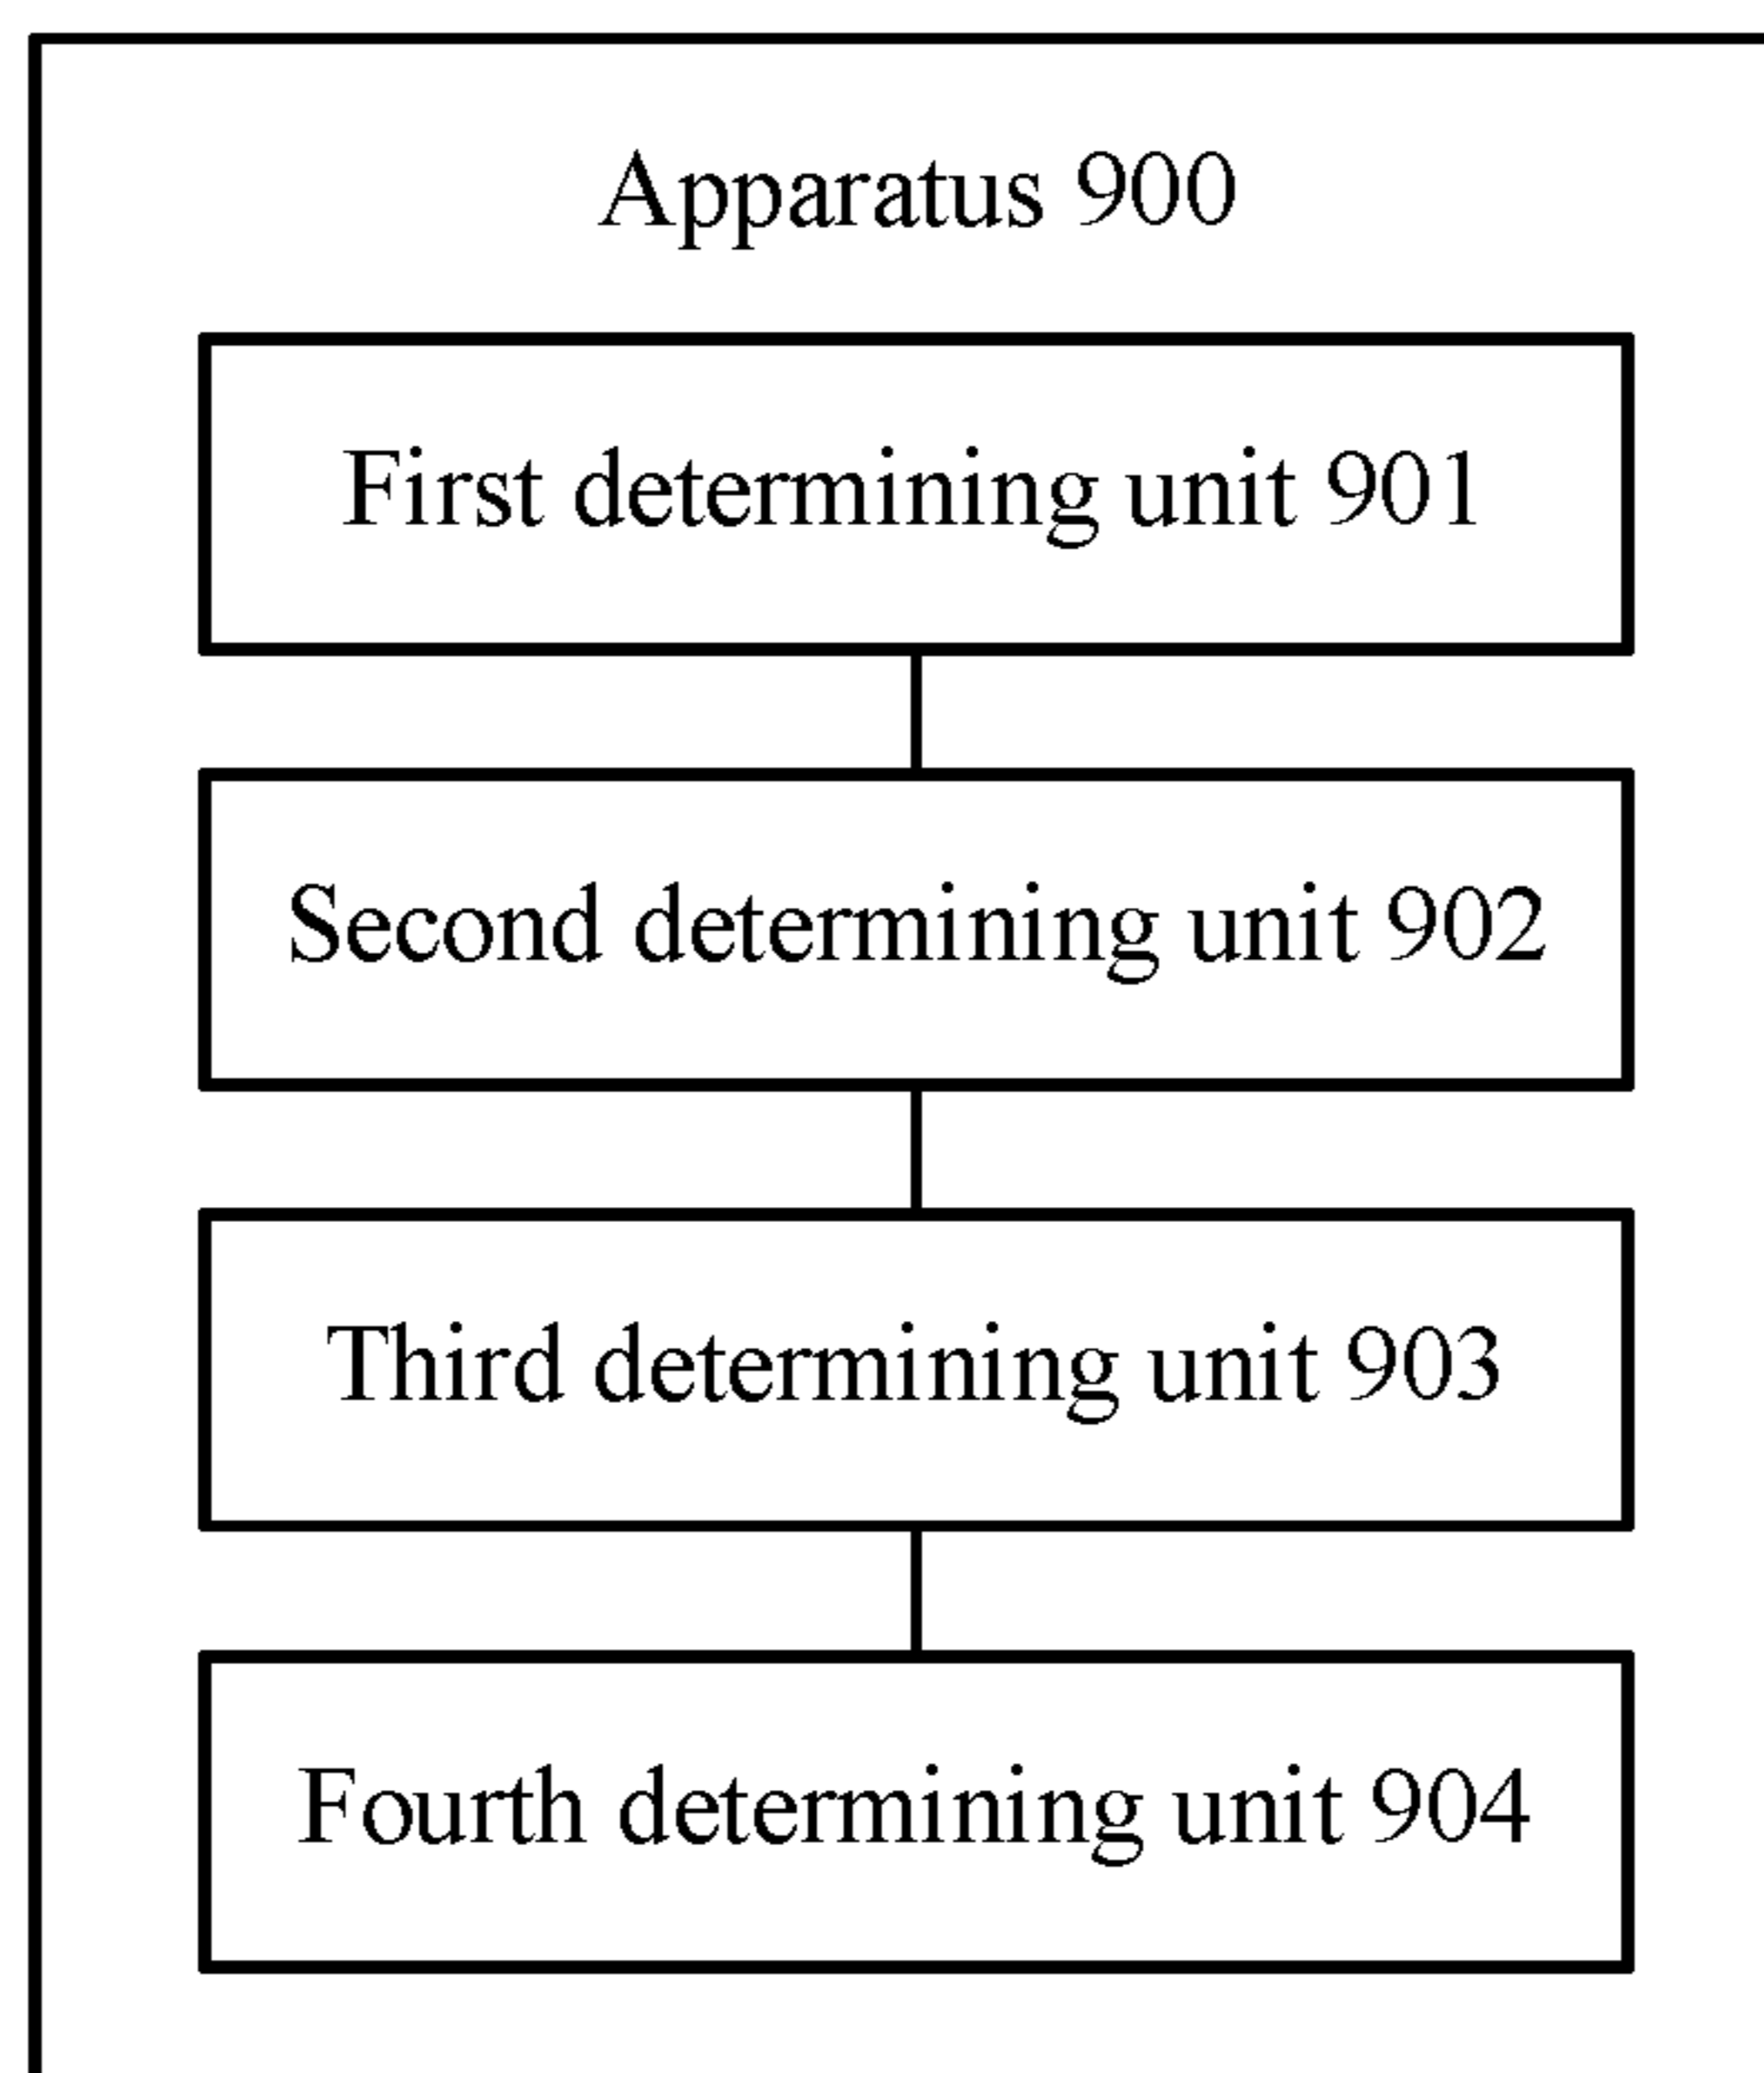 Apparatus 900
First determining unit 901
Second determining unit 902
Third determining unit 903
Fourth determining unit 904